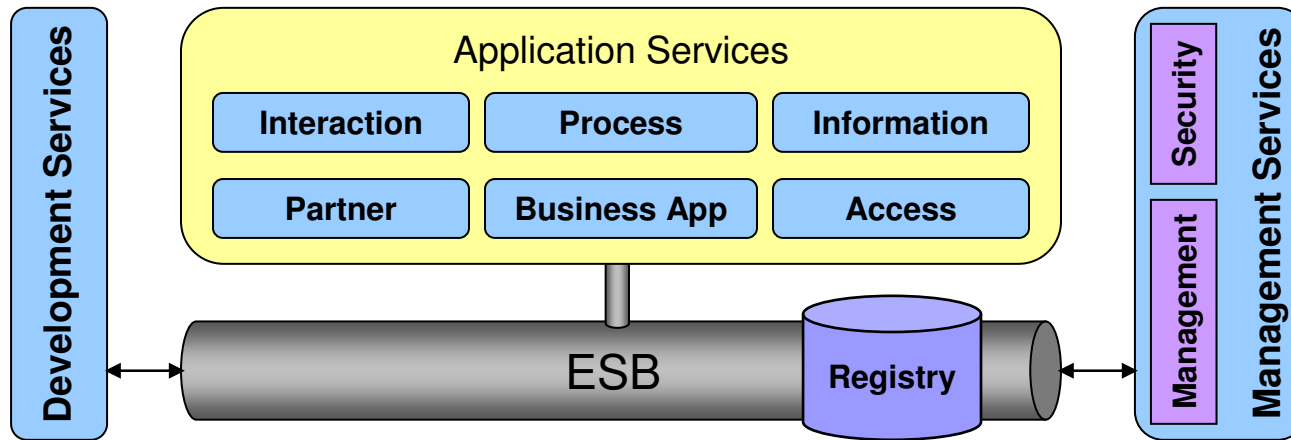 Development Services
Application Services
Interaction
Process
Information
Partner
Business App
Access
ESB
Registry
Security
Management
Management Services